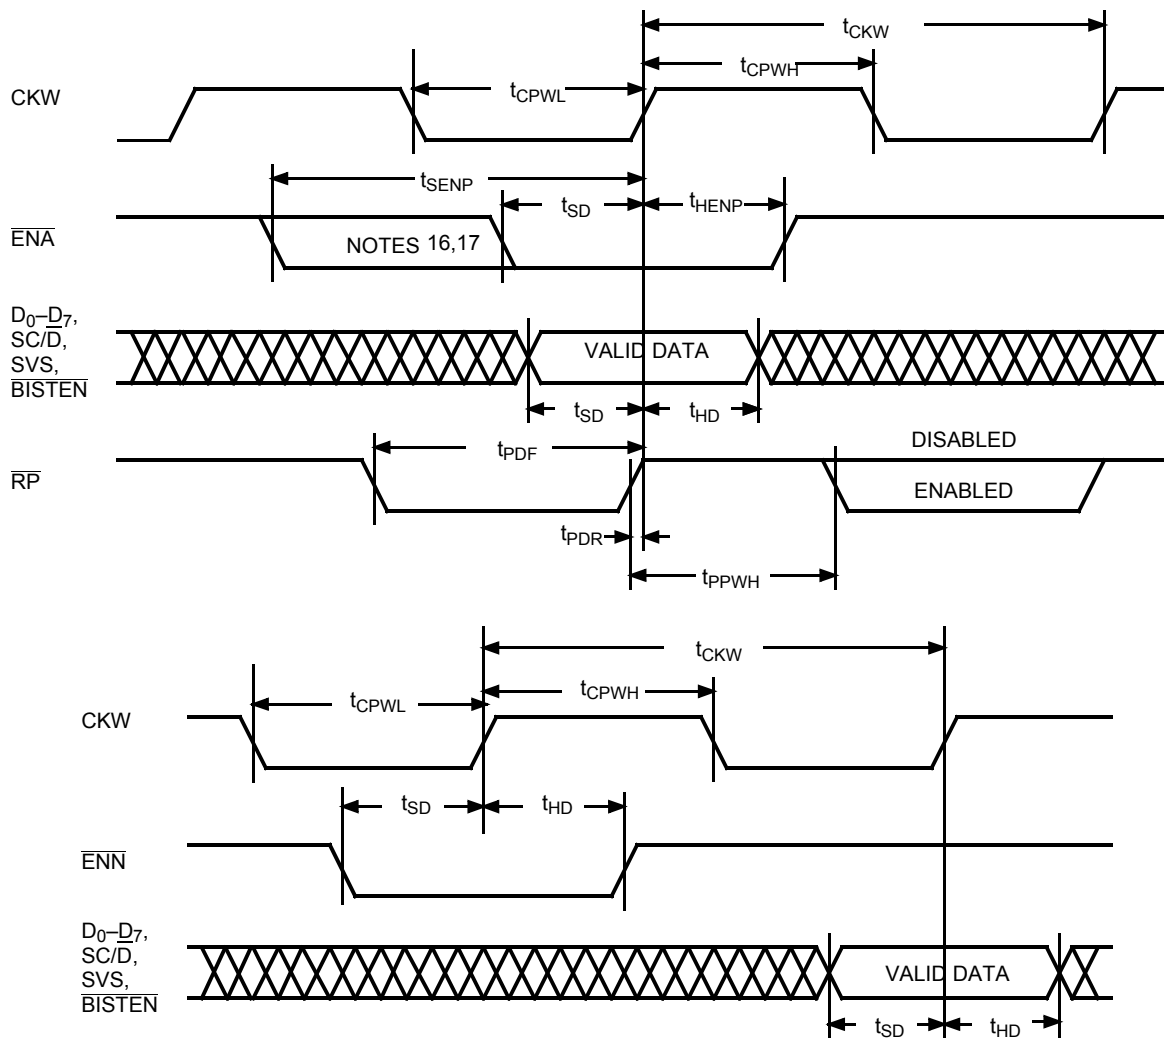 tCKW
tCPWH
tCPWL
CKW
tSENP
tSD
tHENP
ENA
NOTES 16,17
D0–D7,
SC/D,
SVS,
BISTEN
VALID DATA
tSD
tHD
tPDF
DISABLED
RP
ENABLED
tPDR
tPPWH
tCKW
tCPWH
tCPWL
CKW
tSD
tHD
ENN
D0–D7,
SC/D,
SVS,
BISTEN
VALID DATA
tSD
tHD